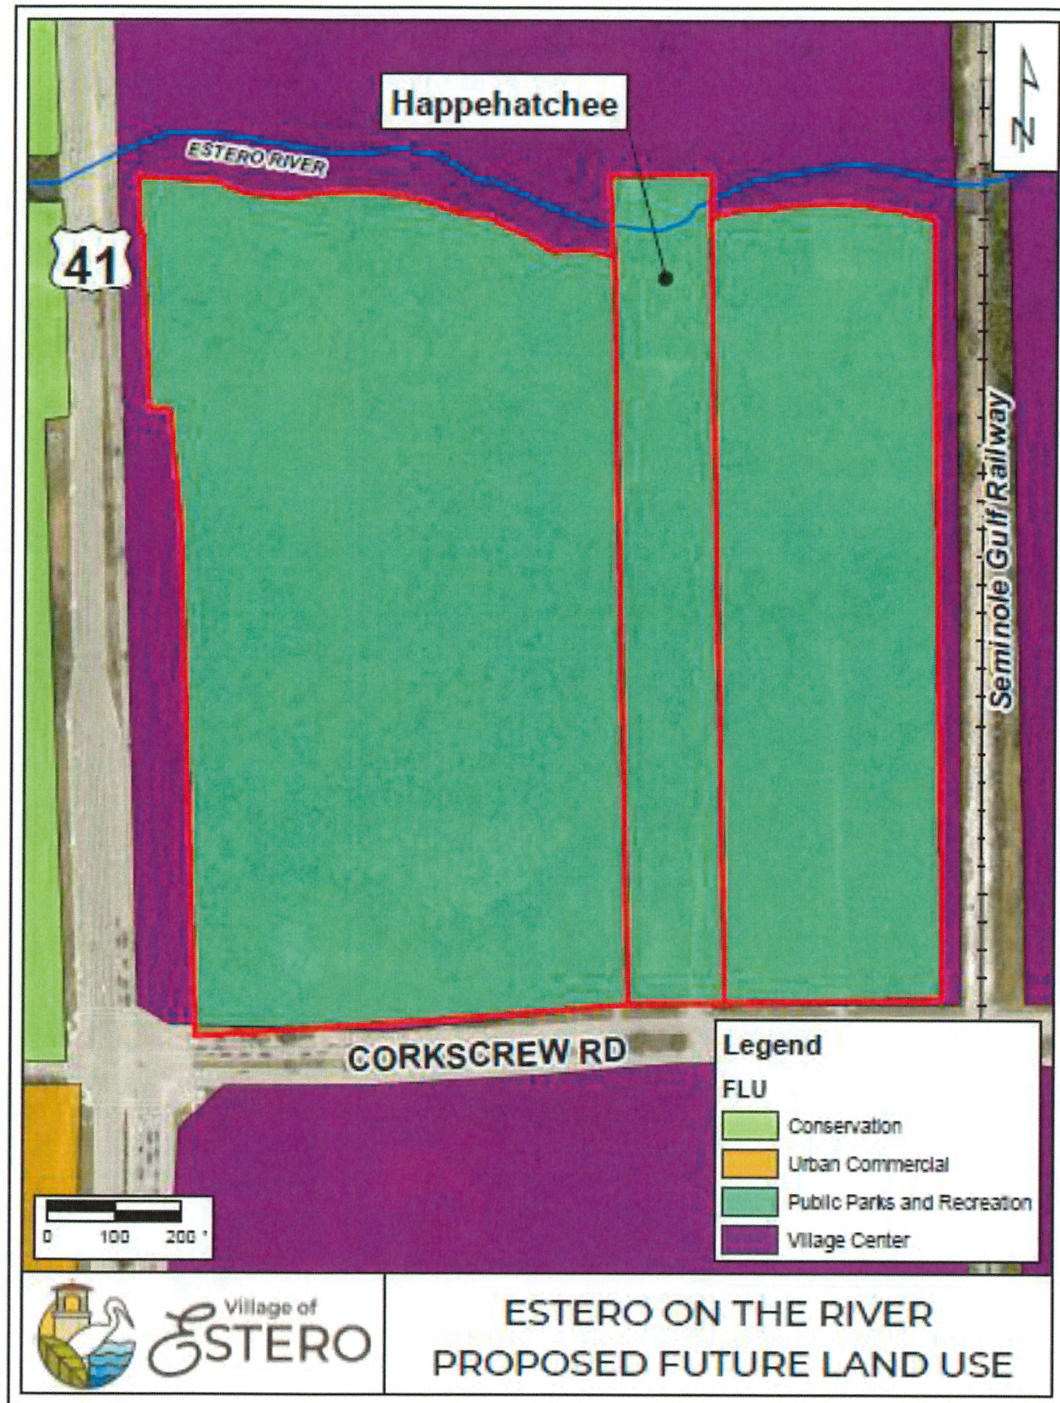 Happehatchee
N
ESTERO RIVER
41
Seminole Gulf Railway
CORKSCREW RD
Legend
FLU
Conservation
Urban Commercial
Public Parks and Recreation
Village Center
0 100 200 '
Village of
ESTERO
ESTERO ON THE RIVER
PROPOSED FUTURE LAND USE